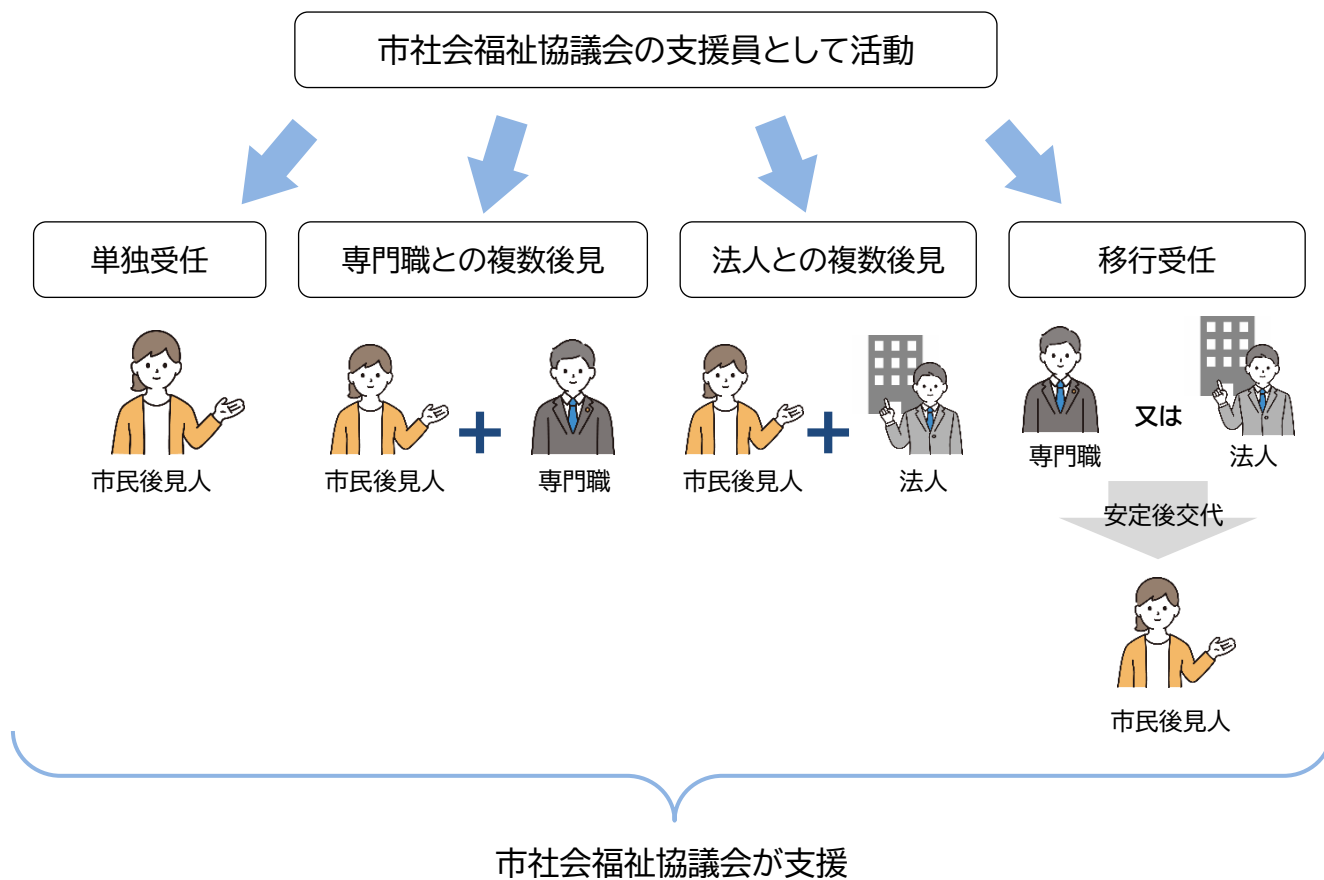 市社会福祉協議会の支援員として活動
単独受任
専門職との複数後見
法人との複数後見
移行受任
市民後見人
市民後見人
+
専門職
市民後見人
+
法人
専門職
又は
法人
安定後交代
市民後見人
市社会福祉協議会が支援